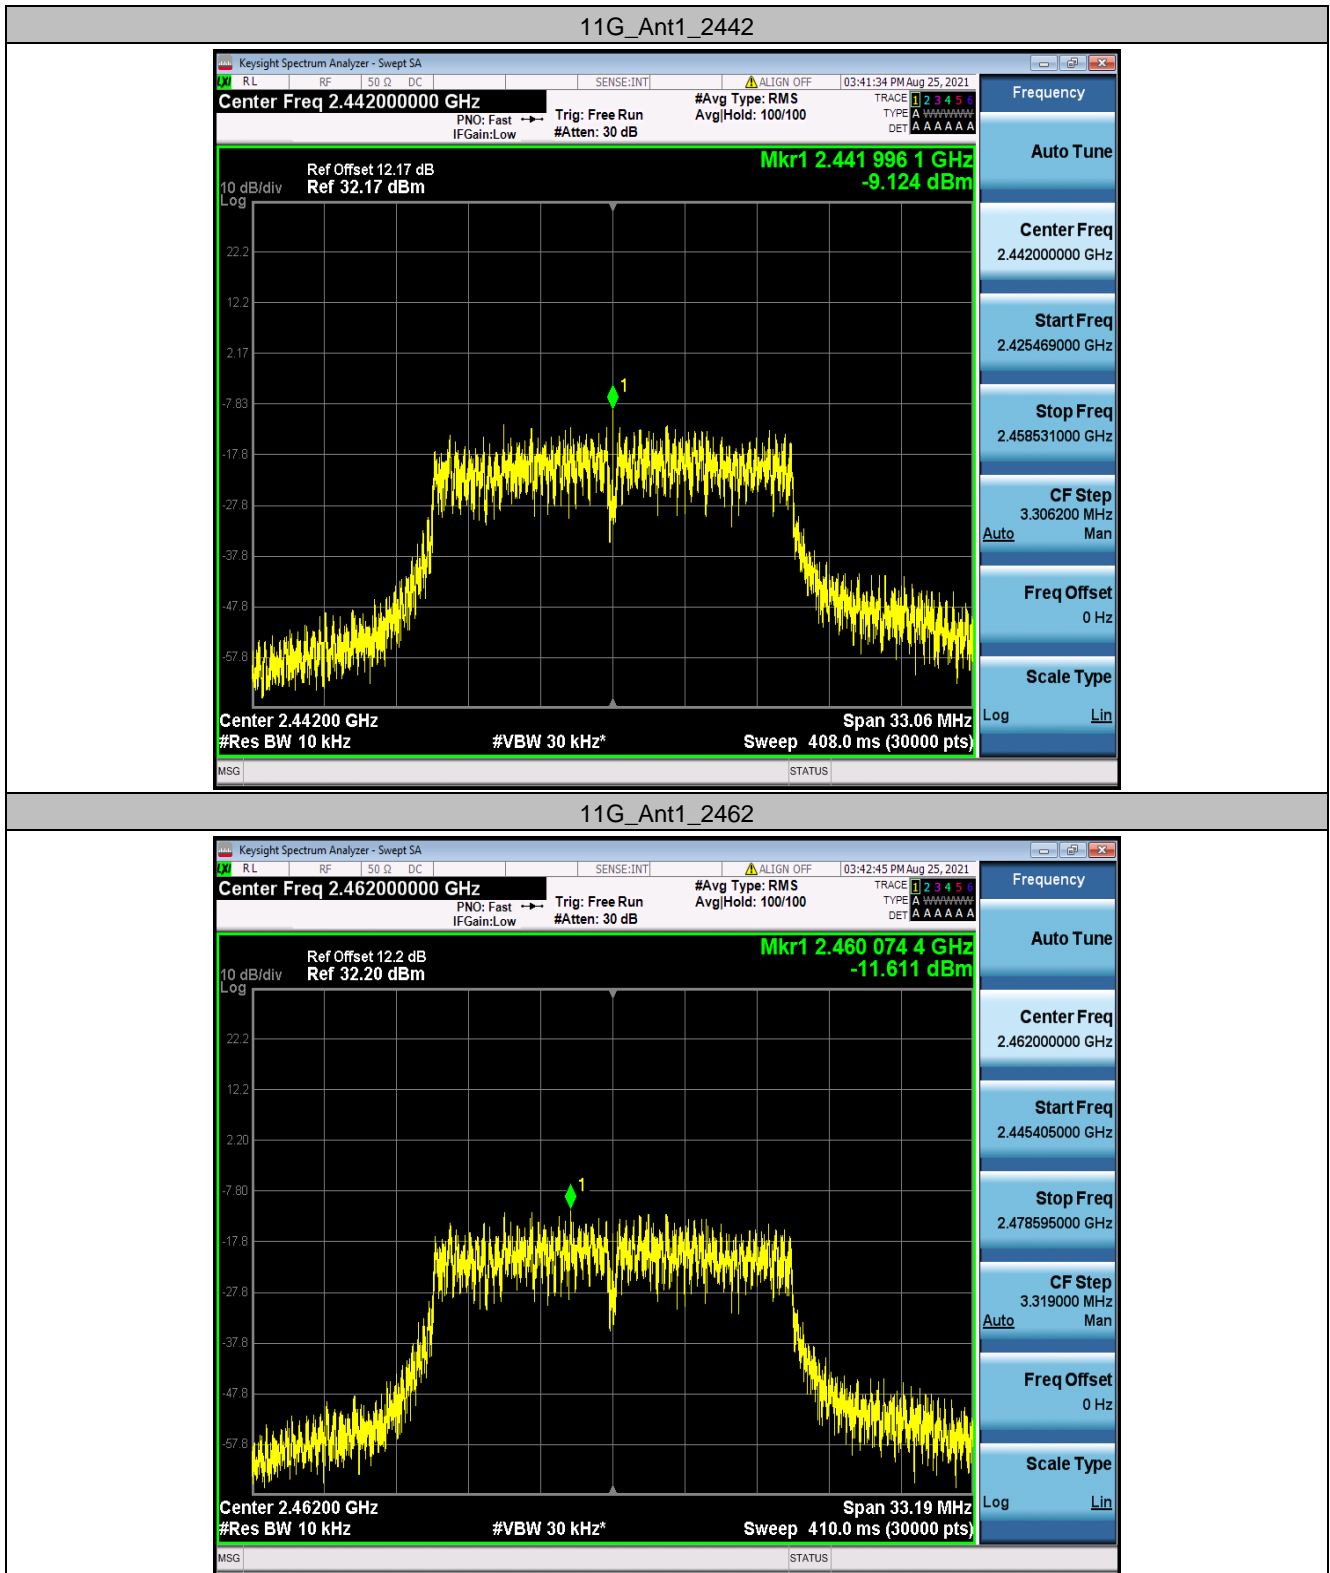 11G_Ant1_2442
Keysight Spectrum Analyzer - Swept SA
LXI RL RF 50 Ω DC SENSE:INT ALIGN OFF 03:41:34 PM Aug 25, 2021
Center Freq 2.442000000 GHz
PNO: Fast
IFGain:Low
Trig: Free Run
#Atten: 30 dB
#Avg Type: RMS
Avg|Hold: 100/100
TRACE 1 2 3 4 5 6
TYPE A WWWWW
DET A A A A A A
Frequency
Mkr1 2.441 996 1 GHz
-9.124 dBm
Ref Offset 12.17 dB
10 dB/div Ref 32.17 dBm
Log
22.2
12.2
2.17
-7.83
-17.8
-27.8
-37.8
-47.8
-57.8
1
Center 2.44200 GHz
Span 33.06 MHz
#Res BW 10 kHz
#VBW 30 kHz*
Sweep 408.0 ms (30000 pts)
Auto Tune
Center Freq
2.442000000 GHz
Start Freq
2.425469000 GHz
Stop Freq
2.458531000 GHz
CF Step
3.306200 MHz
Auto Man
Freq Offset
0 Hz
Scale Type
Log Lin
MSG STATUS
11G_Ant1_2462
Keysight Spectrum Analyzer - Swept SA
LXI RL RF 50 Ω DC SENSE:INT ALIGN OFF 03:42:45 PM Aug 25, 2021
Center Freq 2.462000000 GHz
PNO: Fast
IFGain:Low
Trig: Free Run
#Atten: 30 dB
#Avg Type: RMS
Avg|Hold: 100/100
TRACE 1 2 3 4 5 6
TYPE A WWWWW
DET A A A A A A
Frequency
Mkr1 2.460 074 4 GHz
-11.611 dBm
Ref Offset 12.2 dB
10 dB/div Ref 32.20 dBm
Log
22.2
12.2
2.20
-7.80
-17.8
-27.8
-37.8
-47.8
-57.8
1
Center 2.46200 GHz
Span 33.19 MHz
#Res BW 10 kHz
#VBW 30 kHz*
Sweep 410.0 ms (30000 pts)
Auto Tune
Center Freq
2.462000000 GHz
Start Freq
2.445405000 GHz
Stop Freq
2.478595000 GHz
CF Step
3.319000 MHz
Auto Man
Freq Offset
0 Hz
Scale Type
Log Lin
MSG STATUS